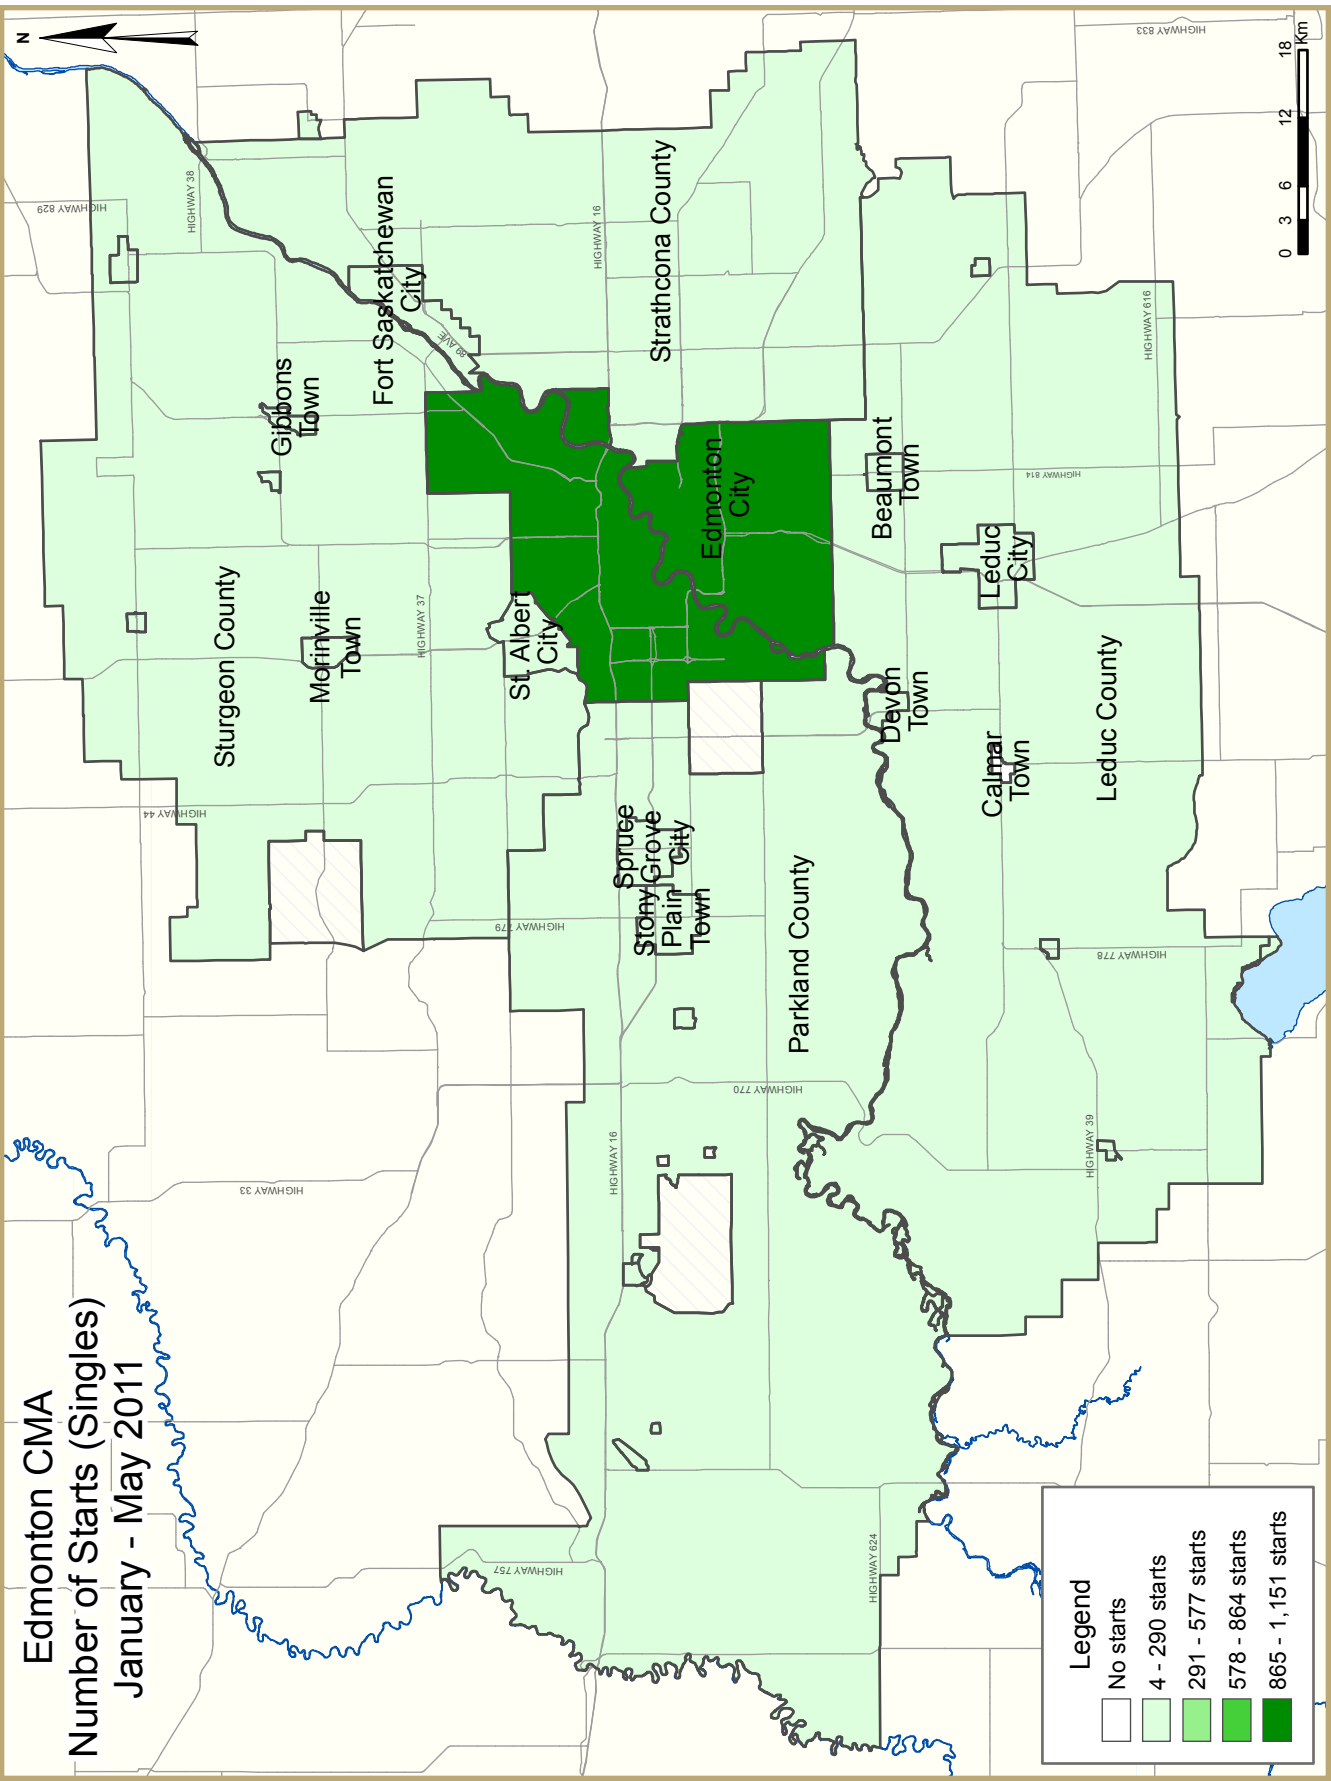 Edmonton CMA
Number of Starts (Singles)
January - May 2011
N
HIGHWAY 829
HIGHWAY 38
HIGHWAY 833
HIGHWAY 44
Sturgeon County
Gibbons
Town
Morinville
Town
Fort Saskatchewan
City
89 AVE
HIGHWAY 37
HIGHWAY 33
HIGHWAY 779
St. Albert
City
HIGHWAY 757
HIGHWAY 16
HIGHWAY 16
Spruce
Grove
City
Stony
Plain
Town
Strathcona County
Edmonton
City
HIGHWAY 770
Parkland County
HIGHWAY 624
Devon
Town
Beaumont
Town
HIGHWAY 814
Calmar
Town
Leduc
City
HIGHWAY 39
HIGHWAY 778
Leduc County
HIGHWAY 616
Legend
No starts
4 - 290 starts
291 - 577 starts
578 - 864 starts
865 - 1,151 starts
0 3 6 12 18
Km